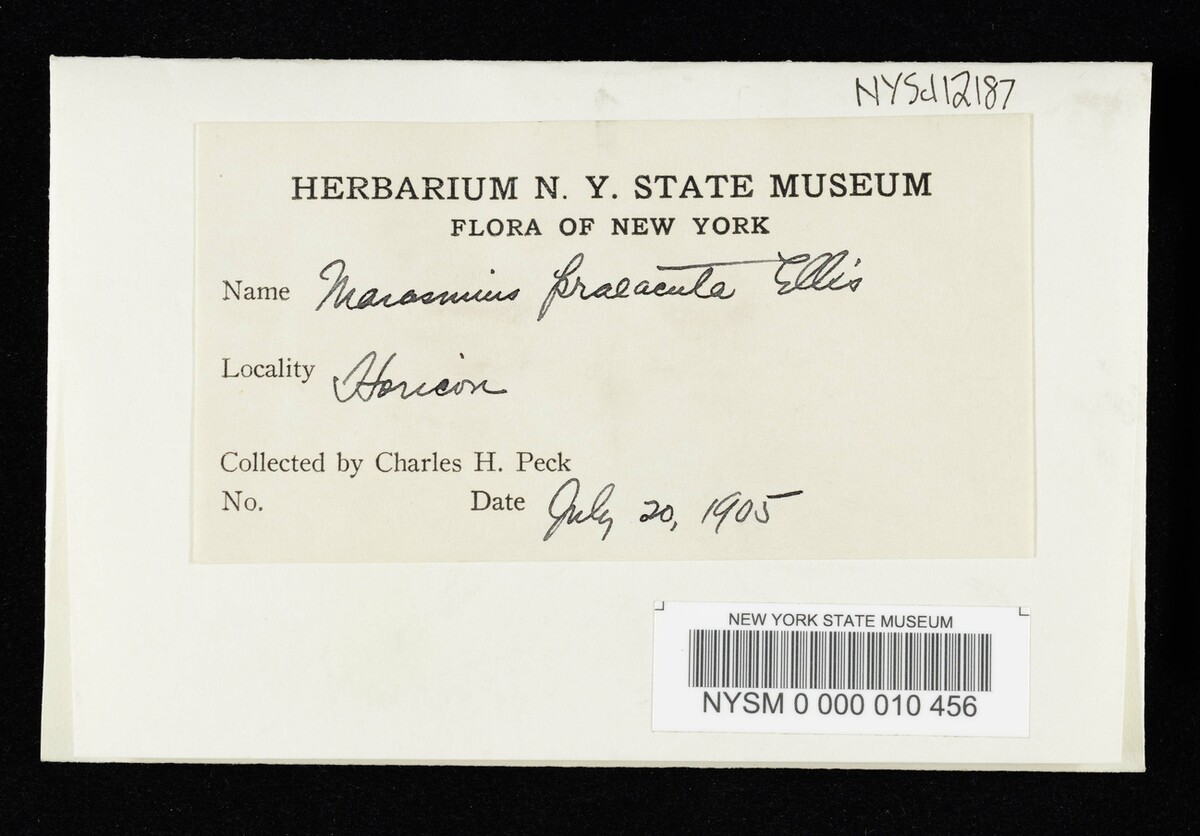 NYSd12187
HERBARIUM N. Y. STATE MUSEUM
FLORA OF NEW YORK
Name Marasmius praeacuta Ellis
Locality Horicon
Collected by Charles H. Peck
No. Date July 20, 1905
NEW YORK STATE MUSEUM
NYSM 0 000 010 456